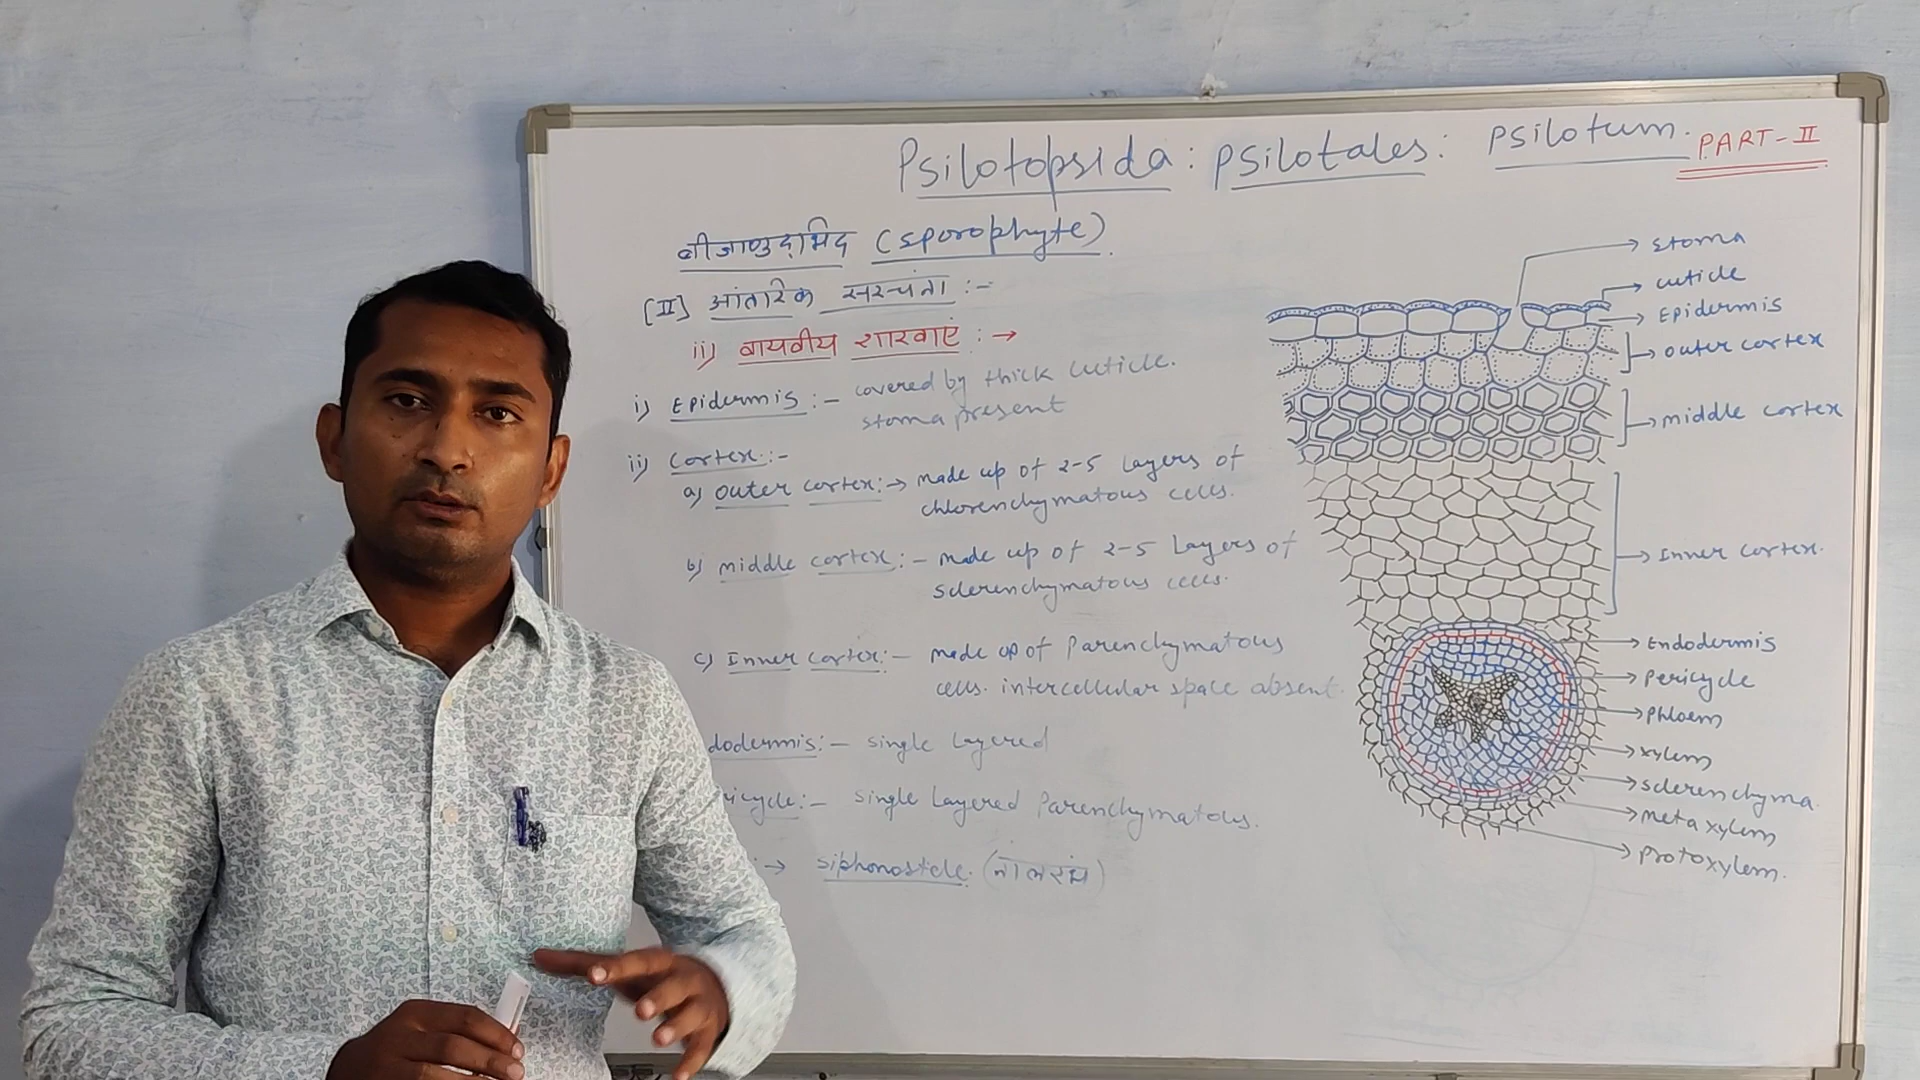 Psilotopsida : Psilotales : Psilotum. PART-II
बीजाणुद्भिद (sporophyte).
[II] आंतरिक सरंचना :-
ii) वायवीय शाखाएं : →
i) Epidermis :- covered by thick cuticle.
stoma present
ii) Cortex :-
a) outer cortex :→ made up of 2-5 Layers of
chlorenchymatous cells.
b) middle cortex :- made up of 2-5 Layers of
sclerenchymatous cells.
c) Inner cortex :- made up of Parenchymatous
cells. intercellular space absent.
dodermis :- single Layered
icycle :- single Layered Parenchymatous.
: → siphonostele. (नालरंभ)
stoma
cuticle
Epidermis
outer cortex
middle cortex
Inner cortex.
Endodermis
Pericycle
Phloem
xylem
sclerenchyma.
Meta xylem
Protoxylem.